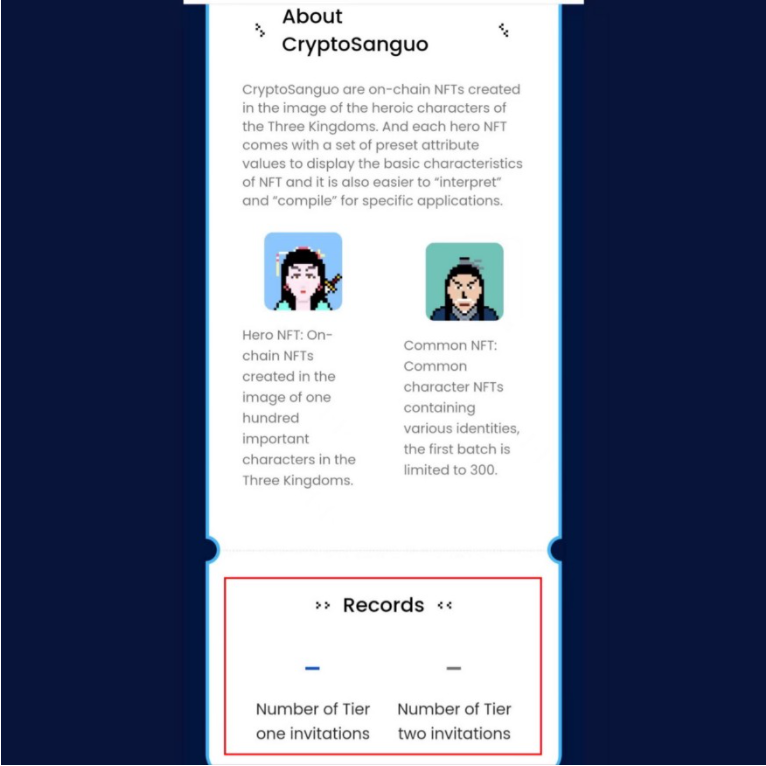 About
CryptoSanguo
CryptoSanguo are on-chain NFTs created
in the image of the heroic characters of
the Three Kingdoms. And each hero NFT
comes with a set of preset attribute
values to display the basic characteristics
of NFT and it is also easier to “interpret”
and “compile” for specific applications.
Hero NFT: On-
chain NFTs
created in the
image of one
hundred
important
characters in the
Three Kingdoms.
Common NFT:
Common
character NFTs
containing
various identities,
the first batch is
limited to 300.
Records
Number of Tier
one invitations
Number of Tier
two invitations